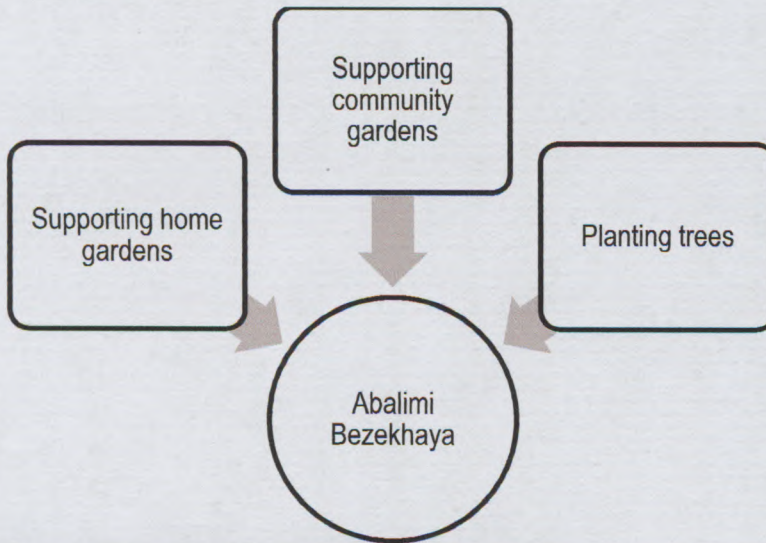 Supporting
community
gardens
Supporting home
gardens
Planting trees
Abalimi
Bezekhaya